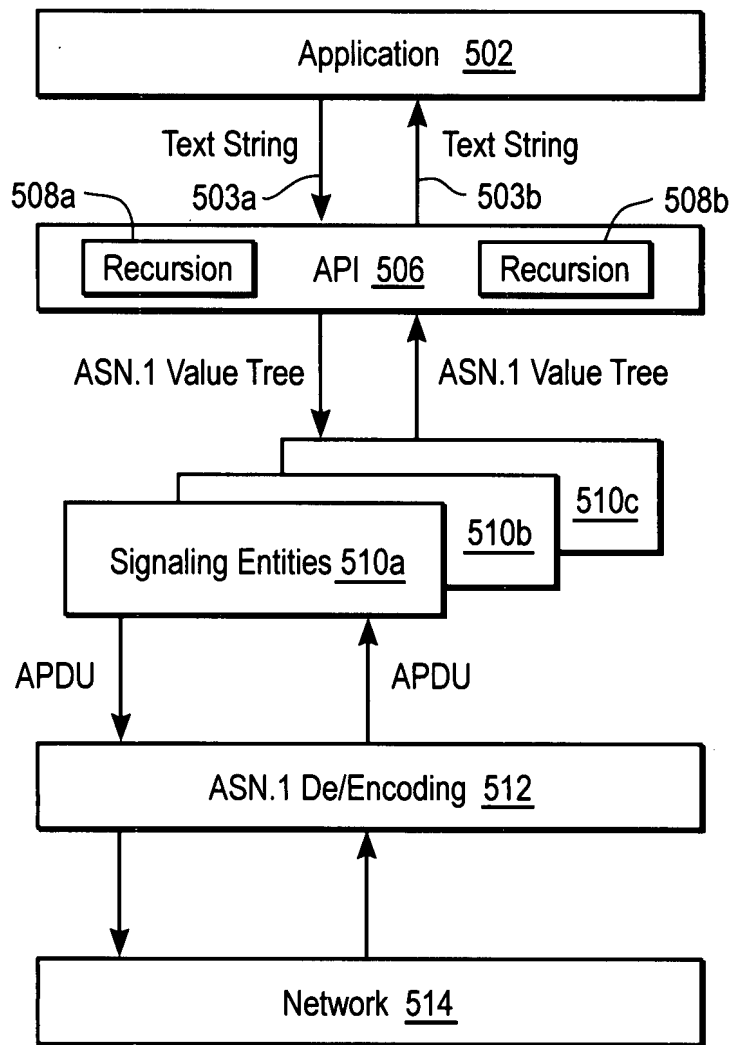 Application 502
Text String
Text String
508a
503a
503b
508b
Recursion
API 506
Recursion
ASN.1 Value Tree
ASN.1 Value Tree
510c
510b
Signaling Entities 510a
APDU
APDU
ASN.1 De/Encoding 512
Network 514